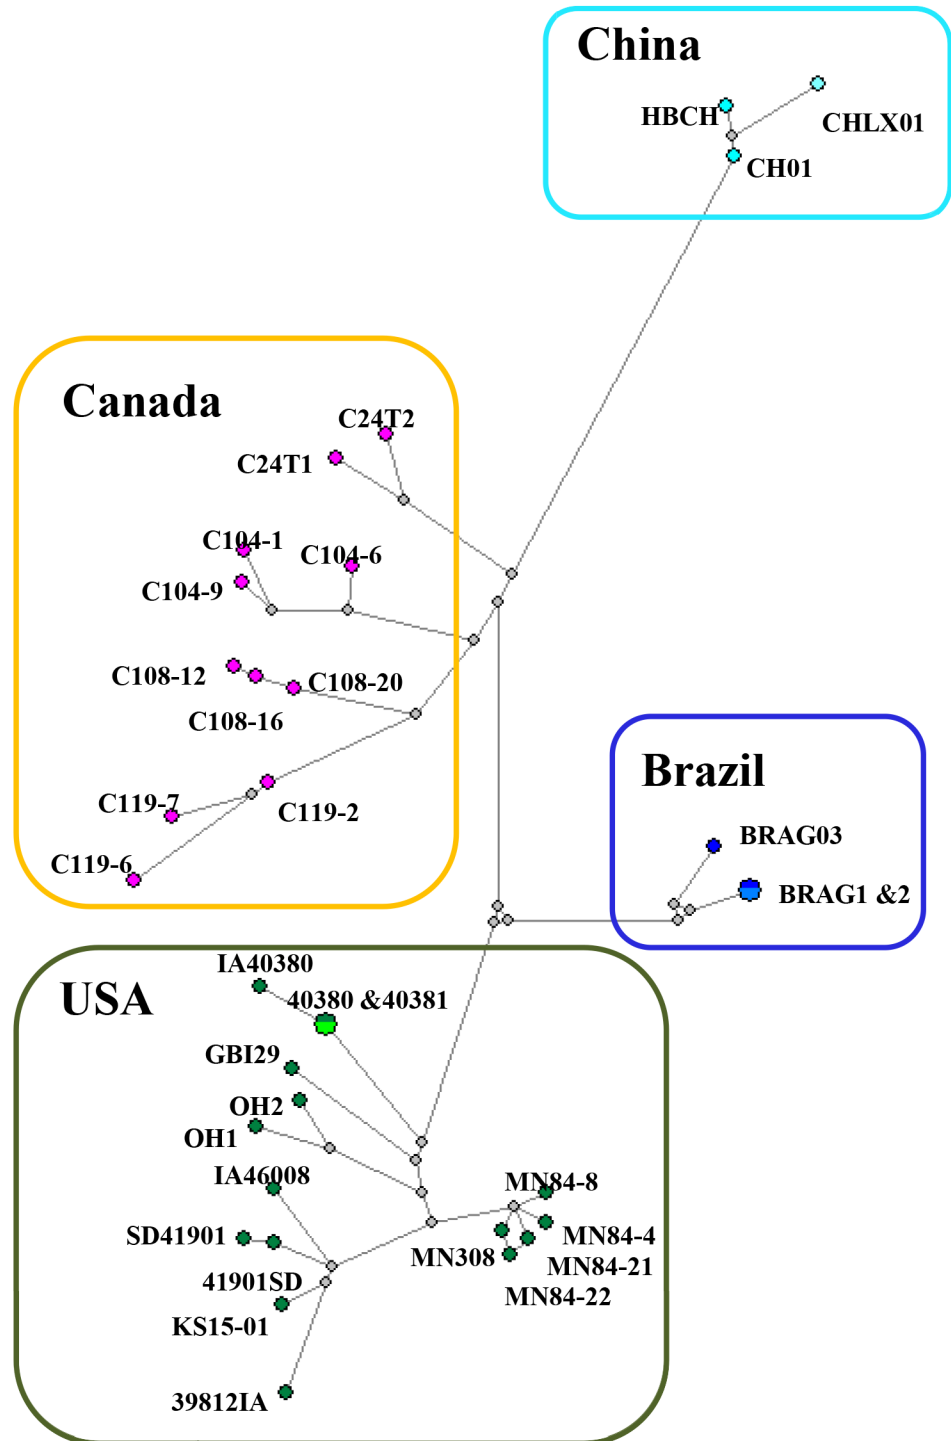 China
HBCH
CHLX01
CH01
Canada
C24T2
C24T1
C104-1
C104-6
C104-9
C108-12
C108-20
C108-16
C119-7
C119-2
C119-6
Brazil
BRAG03
BRAG1 &2
USA
IA40380
40380 &40381
GBI29
OH2
OH1
IA46008
MN84-8
SD41901
MN84-4
MN308
MN84-21
41901SD
MN84-22
KS15-01
39812IA